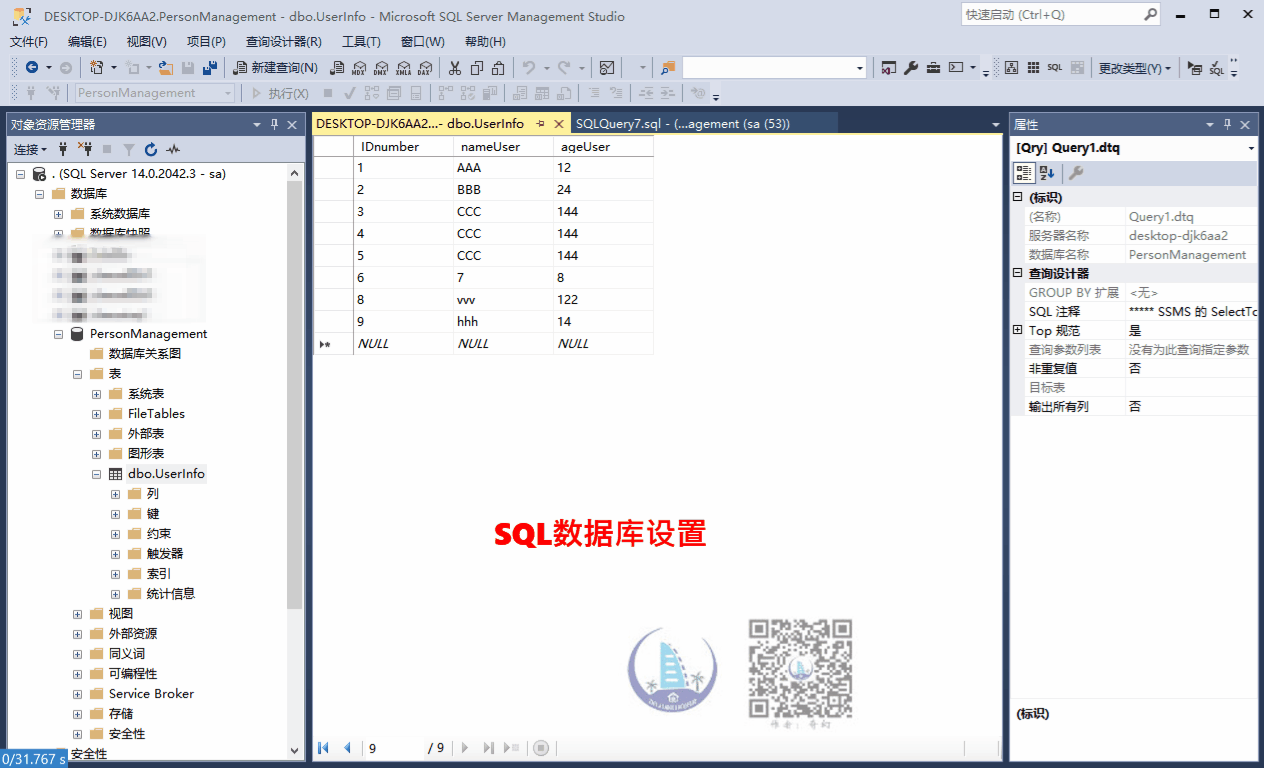 DESKTOP-DJK6AA2.PersonManagement - dbo.UserInfo - Microsoft SQL Server Management Studio
快速启动 (Ctrl+Q)
文件(F) 编辑(E) 视图(V) 项目(P) 查询设计器(R) 工具(T) 窗口(W) 帮助(H)
新建查询(N) MDX DMX XMLA DAX SQL 更改类型(Y) SQL
PersonManagement 执行(X)
对象资源管理器
连接
. (SQL Server 14.0.2042.3 - sa)
数据库
系统数据库
数据库快照
PersonManagement
数据库关系图
表
系统表
FileTables
外部表
图形表
dbo.UserInfo
列
键
约束
触发器
索引
统计信息
视图
外部资源
同义词
可编程性
Service Broker
存储
安全性
安全性
0/31.767 s
DESKTOP-DJK6AA2...- dbo.UserInfo SQLQuery7.sql - (...agement (sa (53))
IDnumber nameUser ageUser
1 AAA 12
2 BBB 24
3 CCC 144
4 CCC 144
5 CCC 144
6 7 8
8 vvv 122
9 hhh 14
NULL NULL NULL
SQL数据库设置
9 / 9
属性
[Qry] Query1.dtq
(标识)
(名称) Query1.dtq
服务器名称 desktop-djk6aa2
数据库名称 PersonManagement
查询设计器
GROUP BY 扩展 <无>
SQL 注释 ***** SSMS 的 SelectTo
Top 规范 是
查询参数列表 没有为此查询指定参数
非重复值 否
目标表
输出所有列 否
(标识)